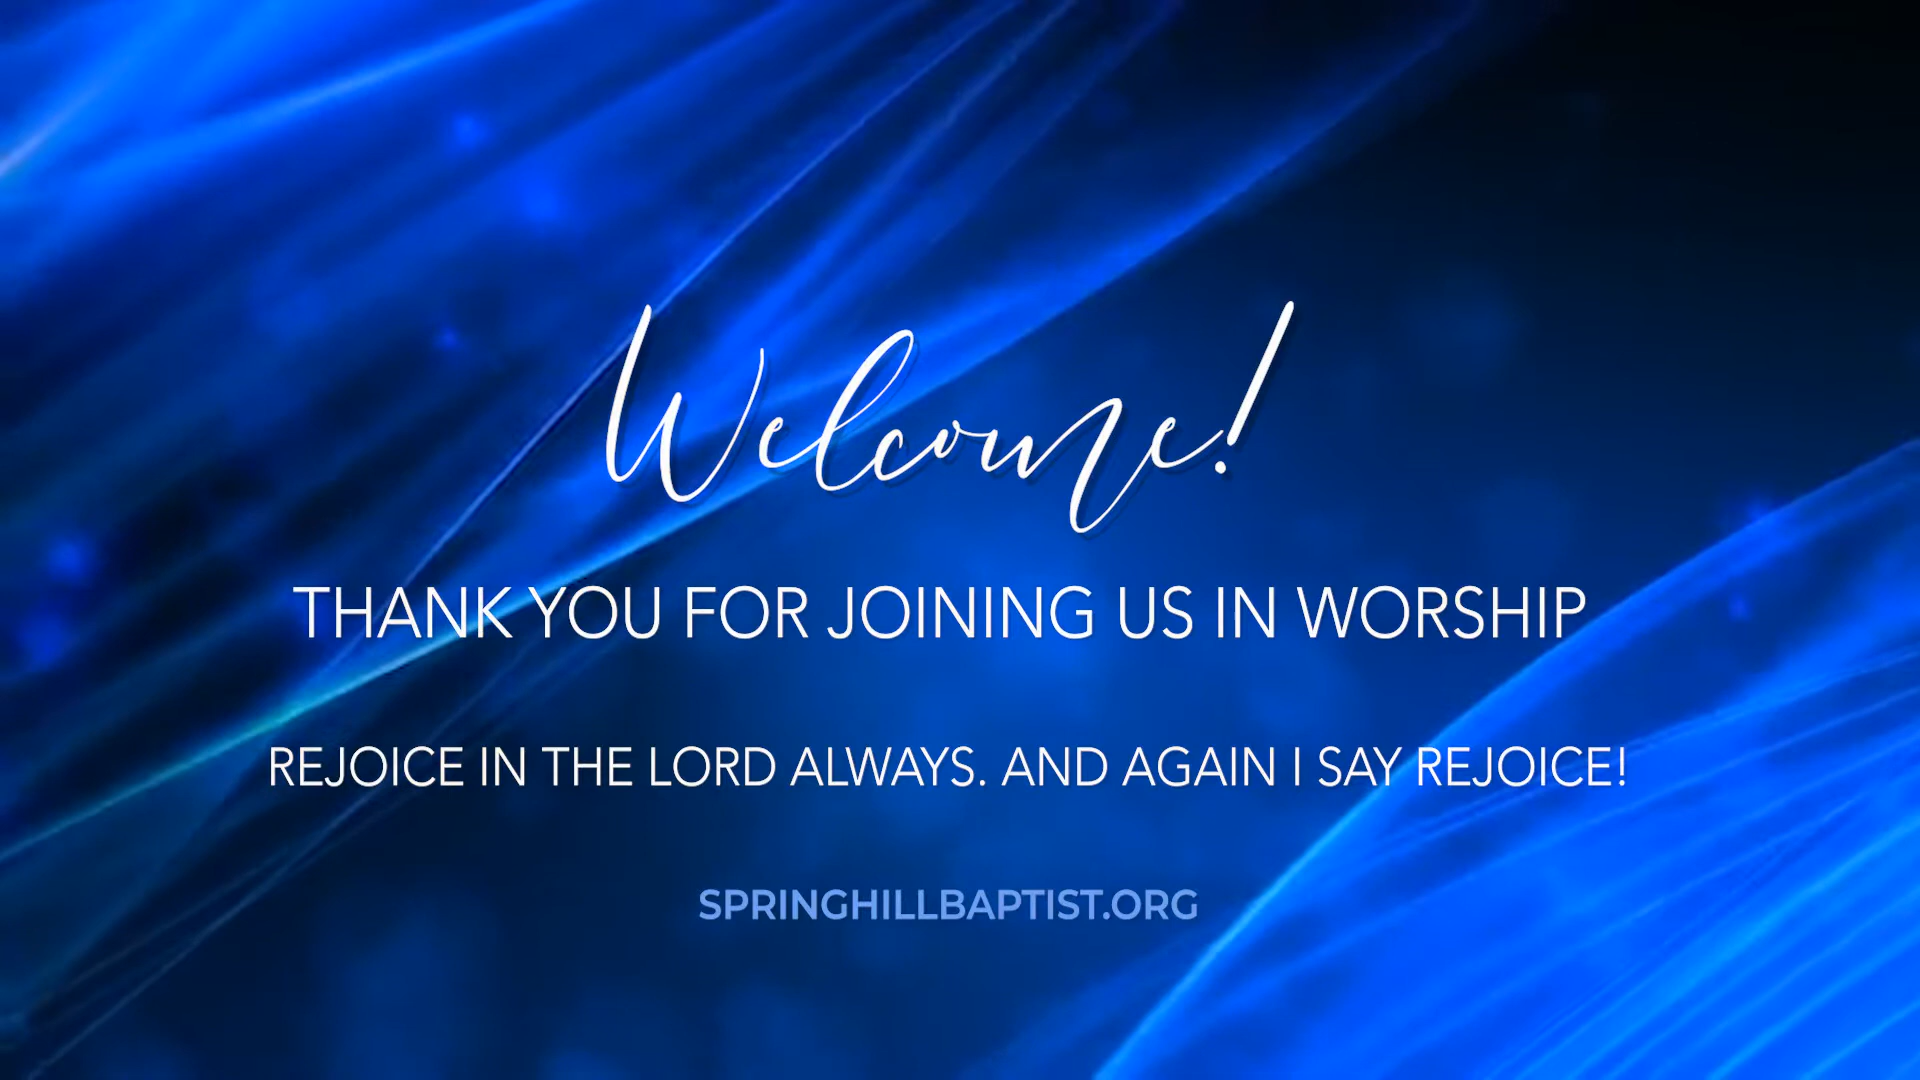 Welcome!
THANK YOU FOR JOINING US IN WORSHIP
REJOICE IN THE LORD ALWAYS. AND AGAIN I SAY REJOICE!
SPRINGHILLBAPTIST.ORG